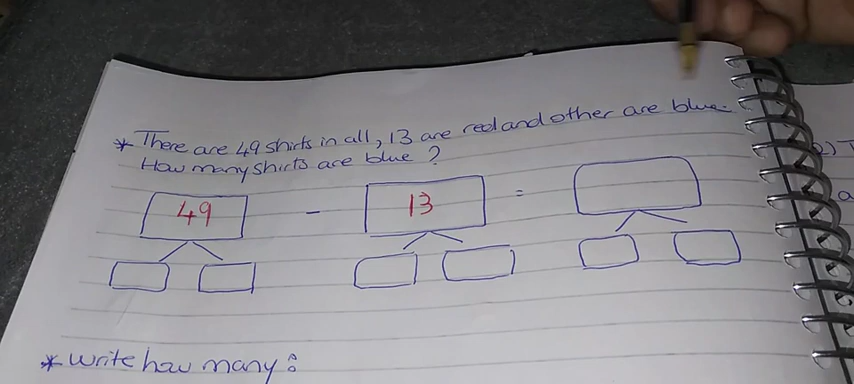 * There are 49 shirts in all, 13 are red and other are blue.
How many shirts are blue ?
49 - 13 =
* Write how many :